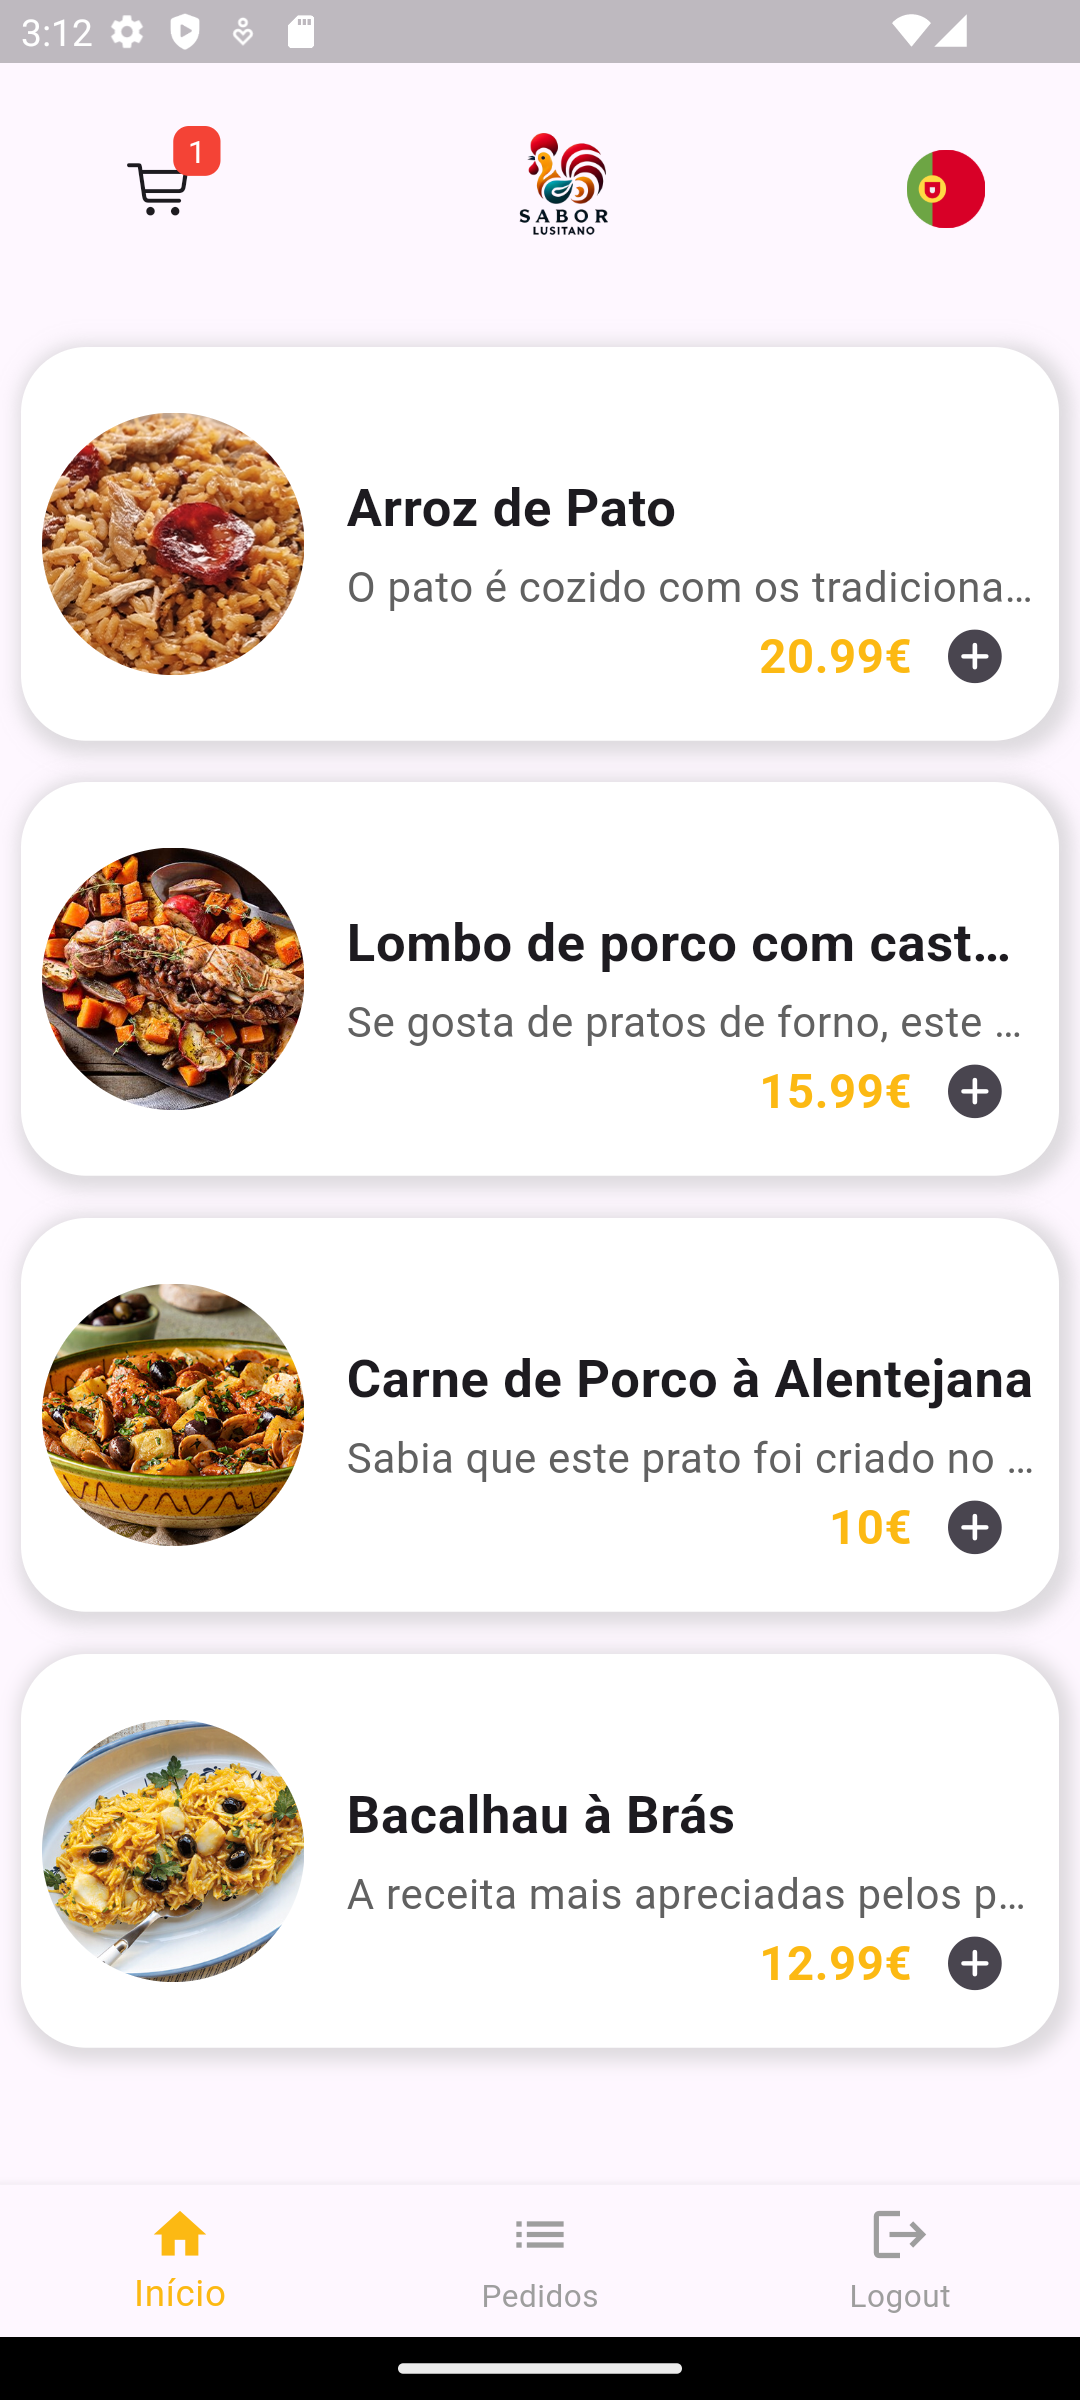 3:12
1
SABOR
LUSITANO
Arroz de Pato
O pato é cozido com os tradiciona...
20.99€
Lombo de porco com cast...
Se gosta de pratos de forno, este ...
15.99€
Carne de Porco à Alentejana
Sabia que este prato foi criado no ...
10€
Bacalhau à Brás
A receita mais apreciadas pelos p...
12.99€
Início
Pedidos
Logout